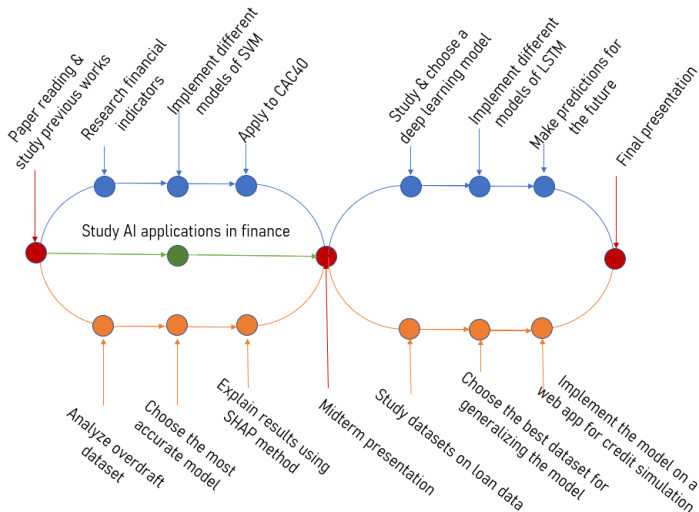 Paper reading &
study previous works
Research financial
indicators
Implement different
models of SVM
Apply to CAC40
Study & choose a
deep learning model
Implement different
models of LSTM
Make predictions for
the future
Final presentation
Study AI applications in finance
Analyze overdraft
dataset
Choose the most
accurate model
Explain results using
SHAP method
Midterm presentation
Study datasets on loan data
Choose the best dataset for
generalizing the model
Implement the model on a
web app for credit simulation